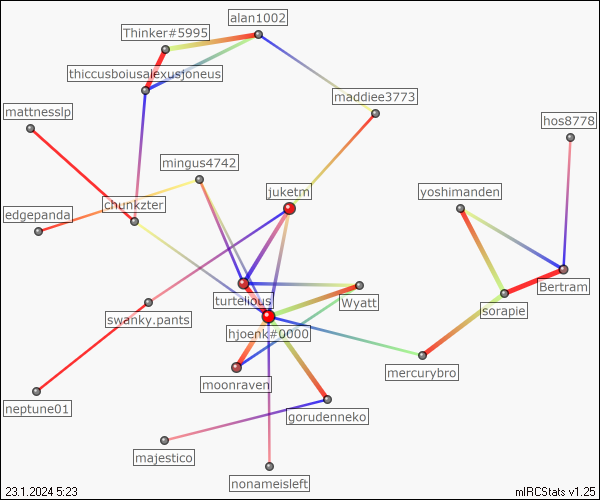 alan1002
Thinker#5995
thiccusboiusalexusjoneus
maddiee3773
mattnesslp
hos8778
mingus4742
juketm
yoshimanden
chunkzter
edgepanda
Bertram
turtelious
Wyatt
sorapie
swanky.pants
hjoenk#0000
mercurybro
moonraven
neptune01
gorudenneko
majestico
nonameisleft
23.1.2024 5:23
mIRCStats v1.25